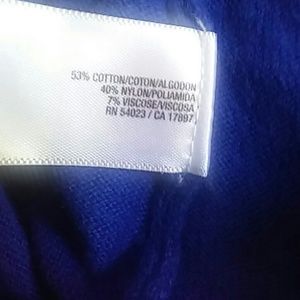 53% COTTON/COTON/ALGODON
40% NYLON/POLIAMIDA
7% VISCOSE/VISCOSA
RN 54023 / CA 17897